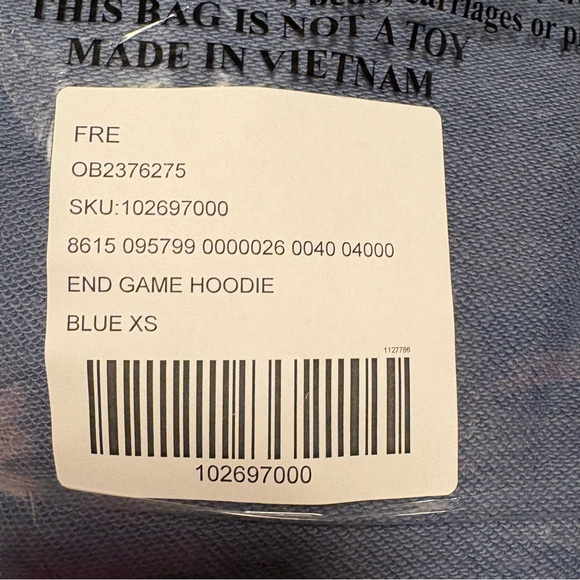 beds, carriages or p
THIS BAG IS NOT A TOY
MADE IN VIETNAM
FRE
OB2376275
SKU:102697000
8615 095799 0000026 0040 04000
END GAME HOODIE
BLUE XS
1127786
102697000